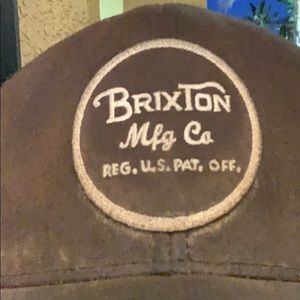 BRIXTON
Mfg Co
REG. U.S. PAT. OFF.